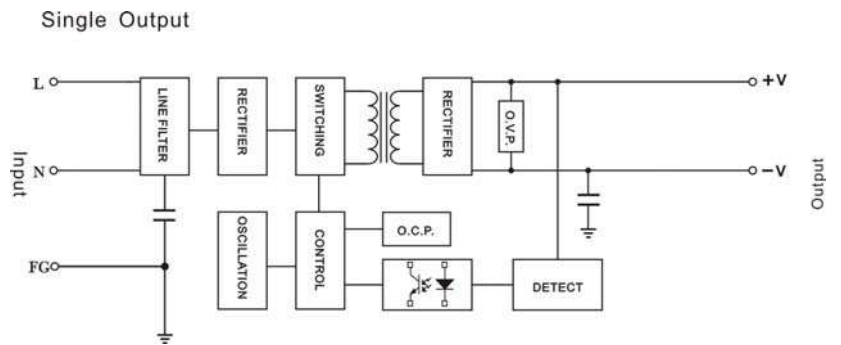 Single Output
L
LINE FILTER
RECTIFIER
SWITCHING
RECTIFIER
O.V.P.
+V
Input
N
−V
Output
OSCILLATION
CONTROL
O.C.P.
FG
DETECT